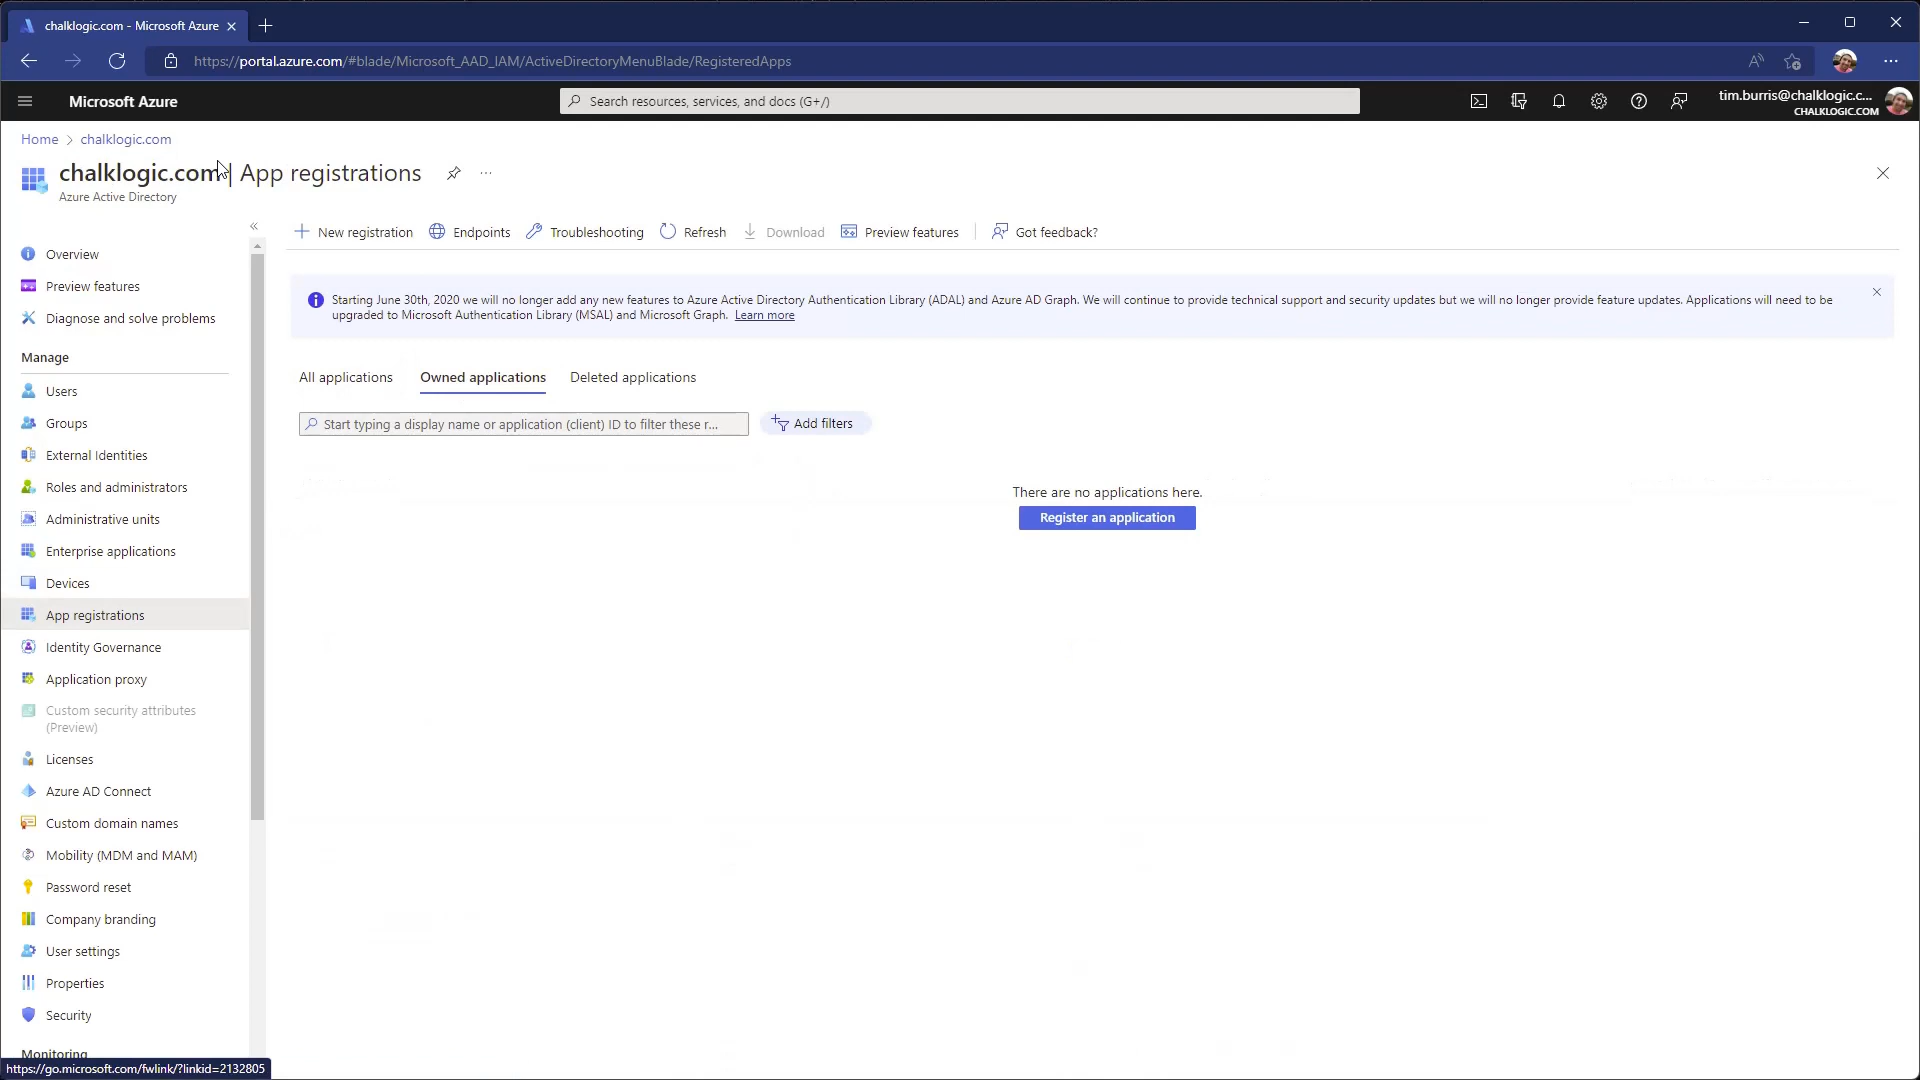 chalklogic.com - Microsoft Azure
https://portal.azure.com/#blade/Microsoft_AAD_IAM/ActiveDirectoryMenuBlade/RegisteredApps
Microsoft Azure
Search resources, services, and docs (G+/)
tim.burris@chalklogic.c...
CHALKLOGIC.COM
Home > chalklogic.com
chalklogic.com | App registrations
Azure Active Directory
Overview
Preview features
Diagnose and solve problems
Manage
Users
Groups
External Identities
Roles and administrators
Administrative units
Enterprise applications
Devices
App registrations
Identity Governance
Application proxy
Custom security attributes
(Preview)
Licenses
Azure AD Connect
Custom domain names
Mobility (MDM and MAM)
Password reset
Company branding
User settings
Properties
Security
Monitoring
https://go.microsoft.com/fwlink/?linkid=2132805
New registration Endpoints Troubleshooting Refresh Download Preview features Got feedback?
Starting June 30th, 2020 we will no longer add any new features to Azure Active Directory Authentication Library (ADAL) and Azure AD Graph. We will continue to provide technical support and security updates but we will no longer provide feature updates. Applications will need to be
upgraded to Microsoft Authentication Library (MSAL) and Microsoft Graph. Learn more
All applications Owned applications Deleted applications
Start typing a display name or application (client) ID to filter these r...
Add filters
There are no applications here.
Register an application